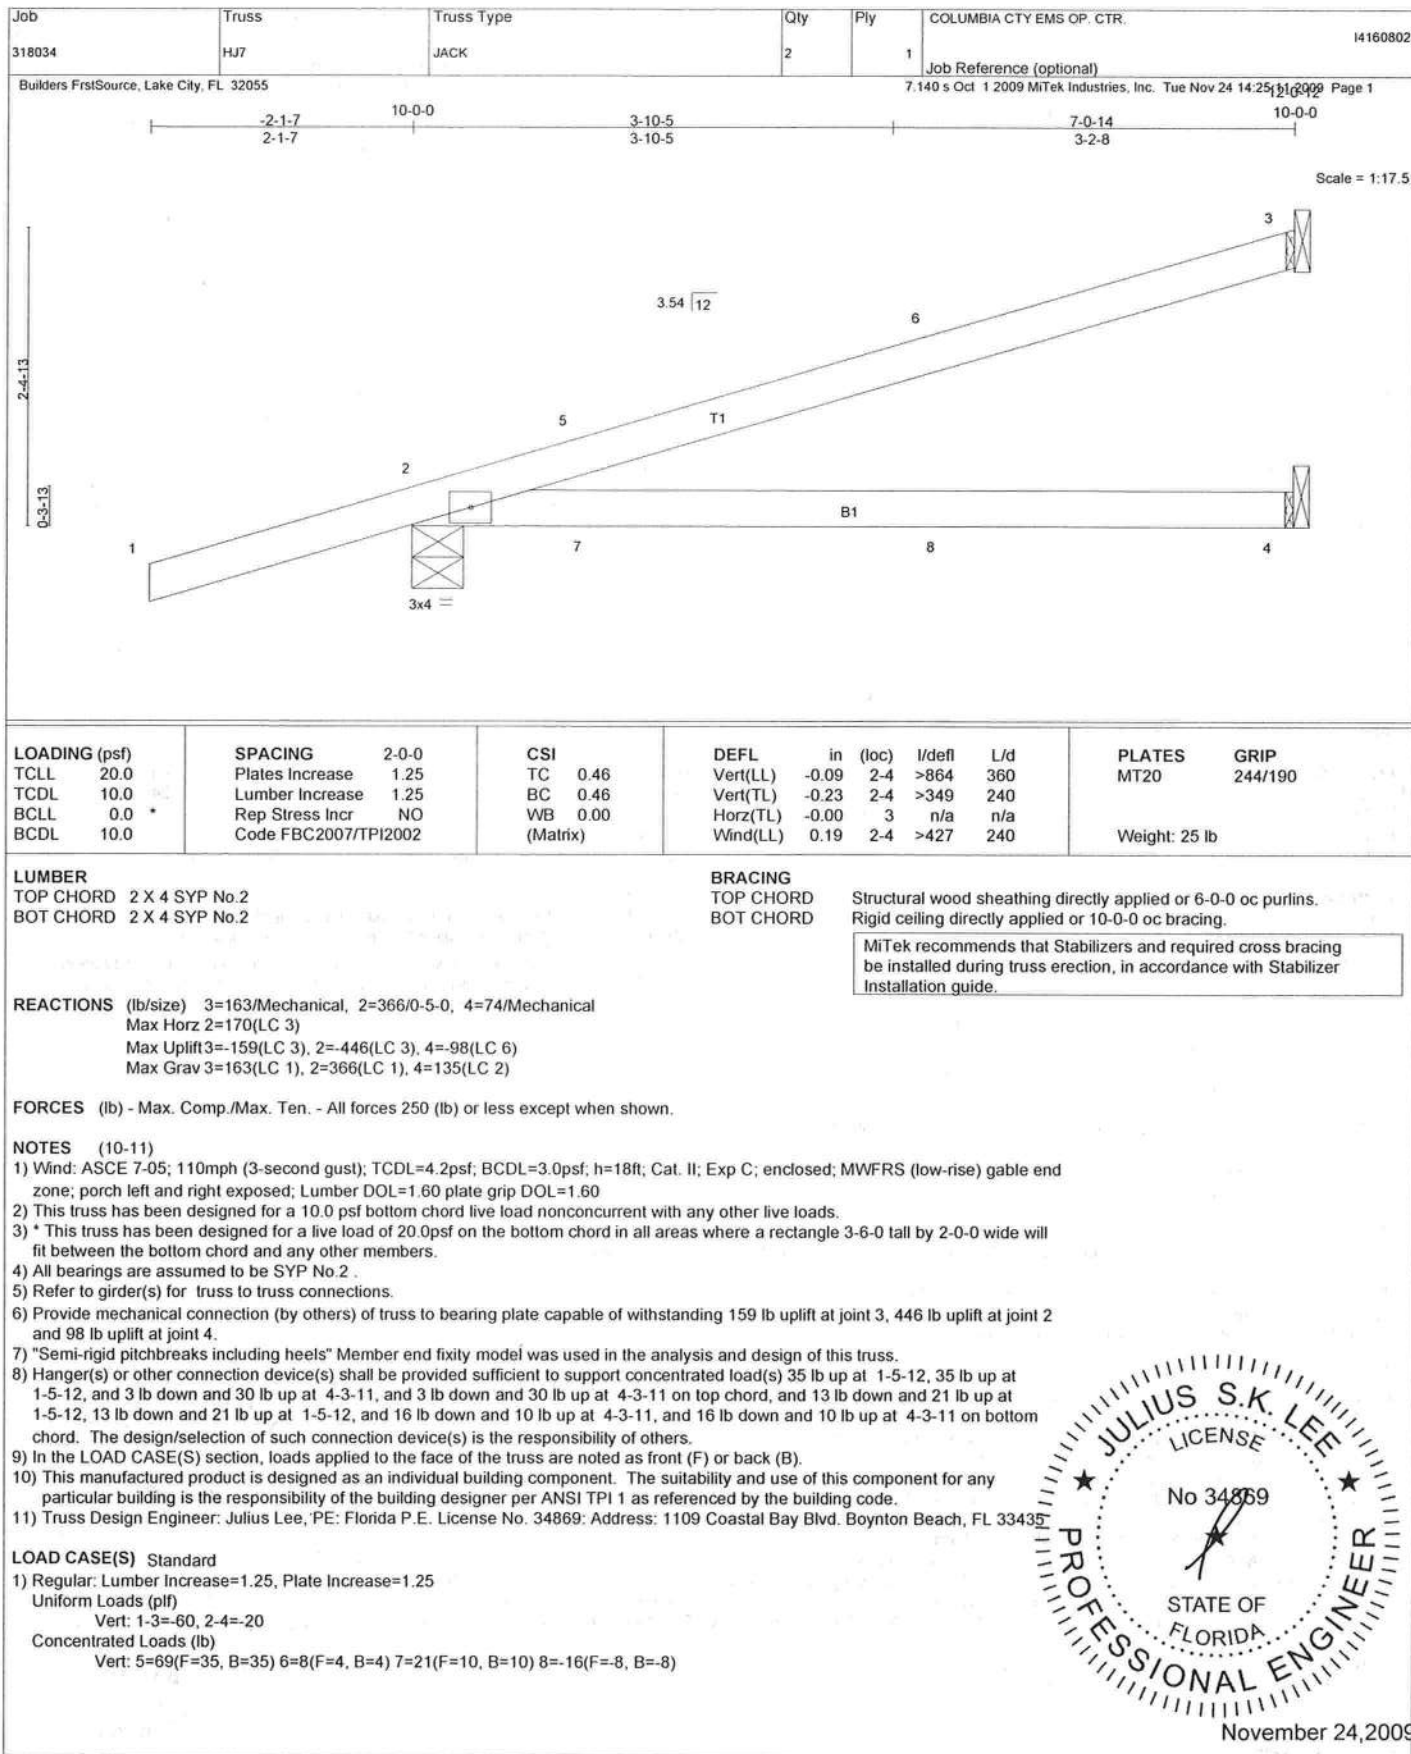 Job Truss Truss Type Qty Ply COLUMBIA CTY EMS OP. CTR.
I4160802
318034 HJ7 JACK 2 1
Job Reference (optional)
Builders FrstSource, Lake City, FL 32055 7.140 s Oct 1 2009 MiTek Industries, Inc. Tue Nov 24 14:25:11 2009 Page 1
12-0-12
-2-1-7 10-0-0 3-10-5 7-0-14 10-0-0
2-1-7 3-10-5 3-2-8
Scale = 1:17.5
3
3.54 12
6
2-4-13
5
T1
2
0-3-13
B1
1
7
8
4
3x4 =
LOADING (psf)
TCLL 20.0
TCDL 10.0
BCLL 0.0 *
BCDL 10.0
SPACING 2-0-0
Plates Increase 1.25
Lumber Increase 1.25
Rep Stress Incr NO
Code FBC2007/TPI2002
CSI
TC 0.46
BC 0.46
WB 0.00
(Matrix)
DEFL in (loc) l/defl L/d
Vert(LL) -0.09 2-4 >864 360
Vert(TL) -0.23 2-4 >349 240
Horz(TL) -0.00 3 n/a n/a
Wind(LL) 0.19 2-4 >427 240
PLATES GRIP
MT20 244/190
Weight: 25 lb
LUMBER
TOP CHORD 2 X 4 SYP No.2
BOT CHORD 2 X 4 SYP No.2
BRACING
TOP CHORD Structural wood sheathing directly applied or 6-0-0 oc purlins.
BOT CHORD Rigid ceiling directly applied or 10-0-0 oc bracing.
MiTek recommends that Stabilizers and required cross bracing
be installed during truss erection, in accordance with Stabilizer
Installation guide.
REACTIONS (lb/size) 3=163/Mechanical, 2=366/0-5-0, 4=74/Mechanical
Max Horz 2=170(LC 3)
Max Uplift3=-159(LC 3), 2=-446(LC 3), 4=-98(LC 6)
Max Grav 3=163(LC 1), 2=366(LC 1), 4=135(LC 2)
FORCES (lb) - Max. Comp./Max. Ten. - All forces 250 (lb) or less except when shown.
NOTES (10-11)
1) Wind: ASCE 7-05; 110mph (3-second gust); TCDL=4.2psf; BCDL=3.0psf; h=18ft; Cat. II; Exp C; enclosed; MWFRS (low-rise) gable end
zone; porch left and right exposed; Lumber DOL=1.60 plate grip DOL=1.60
2) This truss has been designed for a 10.0 psf bottom chord live load nonconcurrent with any other live loads.
3) * This truss has been designed for a live load of 20.0psf on the bottom chord in all areas where a rectangle 3-6-0 tall by 2-0-0 wide will
fit between the bottom chord and any other members.
4) All bearings are assumed to be SYP No.2 .
5) Refer to girder(s) for truss to truss connections.
6) Provide mechanical connection (by others) of truss to bearing plate capable of withstanding 159 lb uplift at joint 3, 446 lb uplift at joint 2
and 98 lb uplift at joint 4.
7) "Semi-rigid pitchbreaks including heels" Member end fixity model was used in the analysis and design of this truss.
8) Hanger(s) or other connection device(s) shall be provided sufficient to support concentrated load(s) 35 lb up at 1-5-12, 35 lb up at
1-5-12, and 3 lb down and 30 lb up at 4-3-11, and 3 lb down and 30 lb up at 4-3-11 on top chord, and 13 lb down and 21 lb up at
1-5-12, 13 lb down and 21 lb up at 1-5-12, and 16 lb down and 10 lb up at 4-3-11, and 16 lb down and 10 lb up at 4-3-11 on bottom
chord. The design/selection of such connection device(s) is the responsibility of others.
9) In the LOAD CASE(S) section, loads applied to the face of the truss are noted as front (F) or back (B).
10) This manufactured product is designed as an individual building component. The suitability and use of this component for any
particular building is the responsibility of the building designer per ANSI TPI 1 as referenced by the building code.
11) Truss Design Engineer: Julius Lee, PE: Florida P.E. License No. 34869: Address: 1109 Coastal Bay Blvd. Boynton Beach, FL 33435
LOAD CASE(S) Standard
1) Regular: Lumber Increase=1.25, Plate Increase=1.25
Uniform Loads (plf)
Vert: 1-3=-60, 2-4=-20
Concentrated Loads (lb)
Vert: 5=69(F=35, B=35) 6=8(F=4, B=4) 7=21(F=10, B=10) 8=-16(F=-8, B=-8)
JULIUS S.K. LEE
LICENSE
No 34869
STATE OF
FLORIDA
PROFESSIONAL ENGINEER
November 24,2009